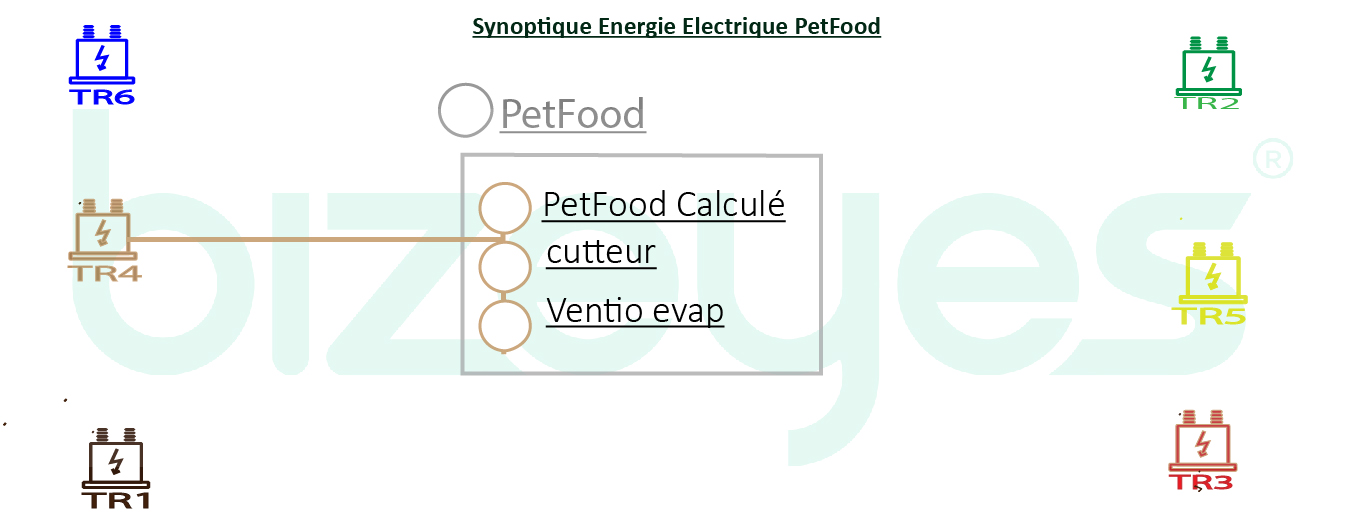 Synoptique Energie Electrique PetFood
TR6
TR2
PetFood
bizeyes®
PetFood Calculé
TR4
cutteur
TR5
Ventio evap
TR1
TR3